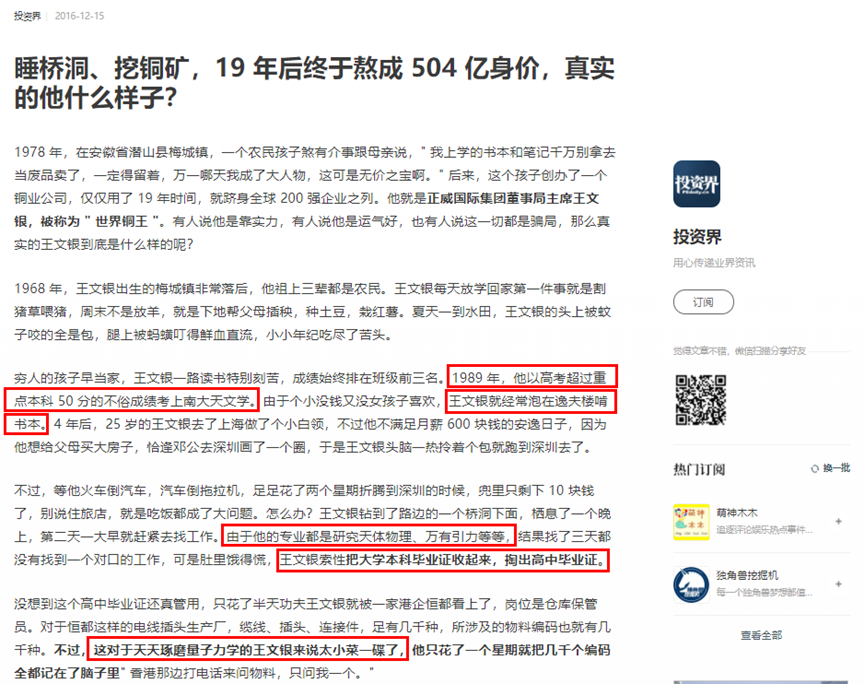 投资界 | 2016-12-15
睡桥洞、挖铜矿，19 年后终于熬成 504 亿身价，真实
的他什么样子？
1978 年，在安徽省潜山县梅城镇，一个农民孩子煞有介事跟母亲说，" 我上学的书本和笔记千万别拿去
当废品卖了，一定得留着，万一哪天我成了大人物，这可是无价之宝啊。" 后来，这个孩子创办了一个
铜业公司，仅仅用了 19 年时间，就跻身全球 200 强企业之列。他就是正威国际集团董事局主席王文
银，被称为 " 世界铜王 "。有人说他是靠实力，有人说他是运气好，也有人说这一切都是骗局，那么真
实的王文银到底是什么样的呢？
1968 年，王文银出生的梅城镇非常落后，他祖上三辈都是农民。王文银每天放学回家第一件事就是割
猪草喂猪，周末不是放羊，就是下地帮父母插秧，种土豆，栽红薯。夏天一到水田，王文银的头上被蚊
子咬的全是包，腿上被蚂蟥叮得鲜血直流，小小年纪吃尽了苦头。
穷人的孩子早当家，王文银一路读书特别刻苦，成绩始终排在班级前三名。1989 年，他以高考超过重
点本科 50 分的不俗成绩考上南大天文学。由于个小没钱又没女孩子喜欢，王文银就经常泡在逸夫楼啃
书本。4 年后，25 岁的王文银去了上海做了个小白领，不过他不满足月薪 600 块钱的安逸日子，因为
他想给父母买大房子，恰逢邓公去深圳画了一个圈，于是王文银头脑一热拎着个包就跑到深圳去了。
不过，等他火车倒汽车，汽车倒拖拉机，足足花了两个星期折腾到深圳的时候，兜里只剩下 10 块钱
了，别说住旅店，就是吃饭都成了大问题。怎么办？王文银钻到了路边的一个桥洞下面，栖息了一个晚
上，第二天一大早就赶紧去找工作。由于他的专业都是研究天体物理、万有引力等等，结果找了三天都
没有找到一个对口的工作，可是肚里饿得慌，王文银索性把大学本科毕业证收起来，掏出高中毕业证。
没想到这个高中毕业证还真管用，只花了半天功夫王文银就被一家港企恒都看上了，岗位是仓库保管
员。对于恒都这样的电线插头生产厂，缆线、插头、连接件，足有几千种，所涉及的物料编码也就有几
千种。不过，这对于天天琢磨量子力学的王文银来说太小菜一碟了，他只花了一个星期就把几千个编码
全都记在了脑子里" 香港那边打电话来问物料，只问我一个。"
投资界
投资界
用心传递业界资讯
订阅
觉得文章不错，微信扫描分享好友
热门订阅 换一批
萌神木木
追逐评论娱乐热点事件...
独角兽挖掘机
每一个独角兽梦想都值...
查看全部